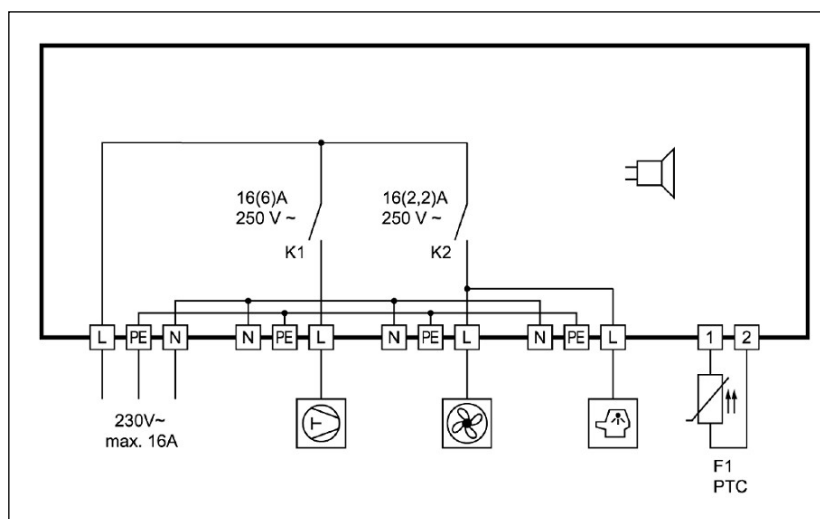 16(6)A
250 V ~
K1
16(2,2)A
250 V ~
K2
L PE N N PE L N PE L N PE L 1 2
230V~
max. 16A
F1
PTC